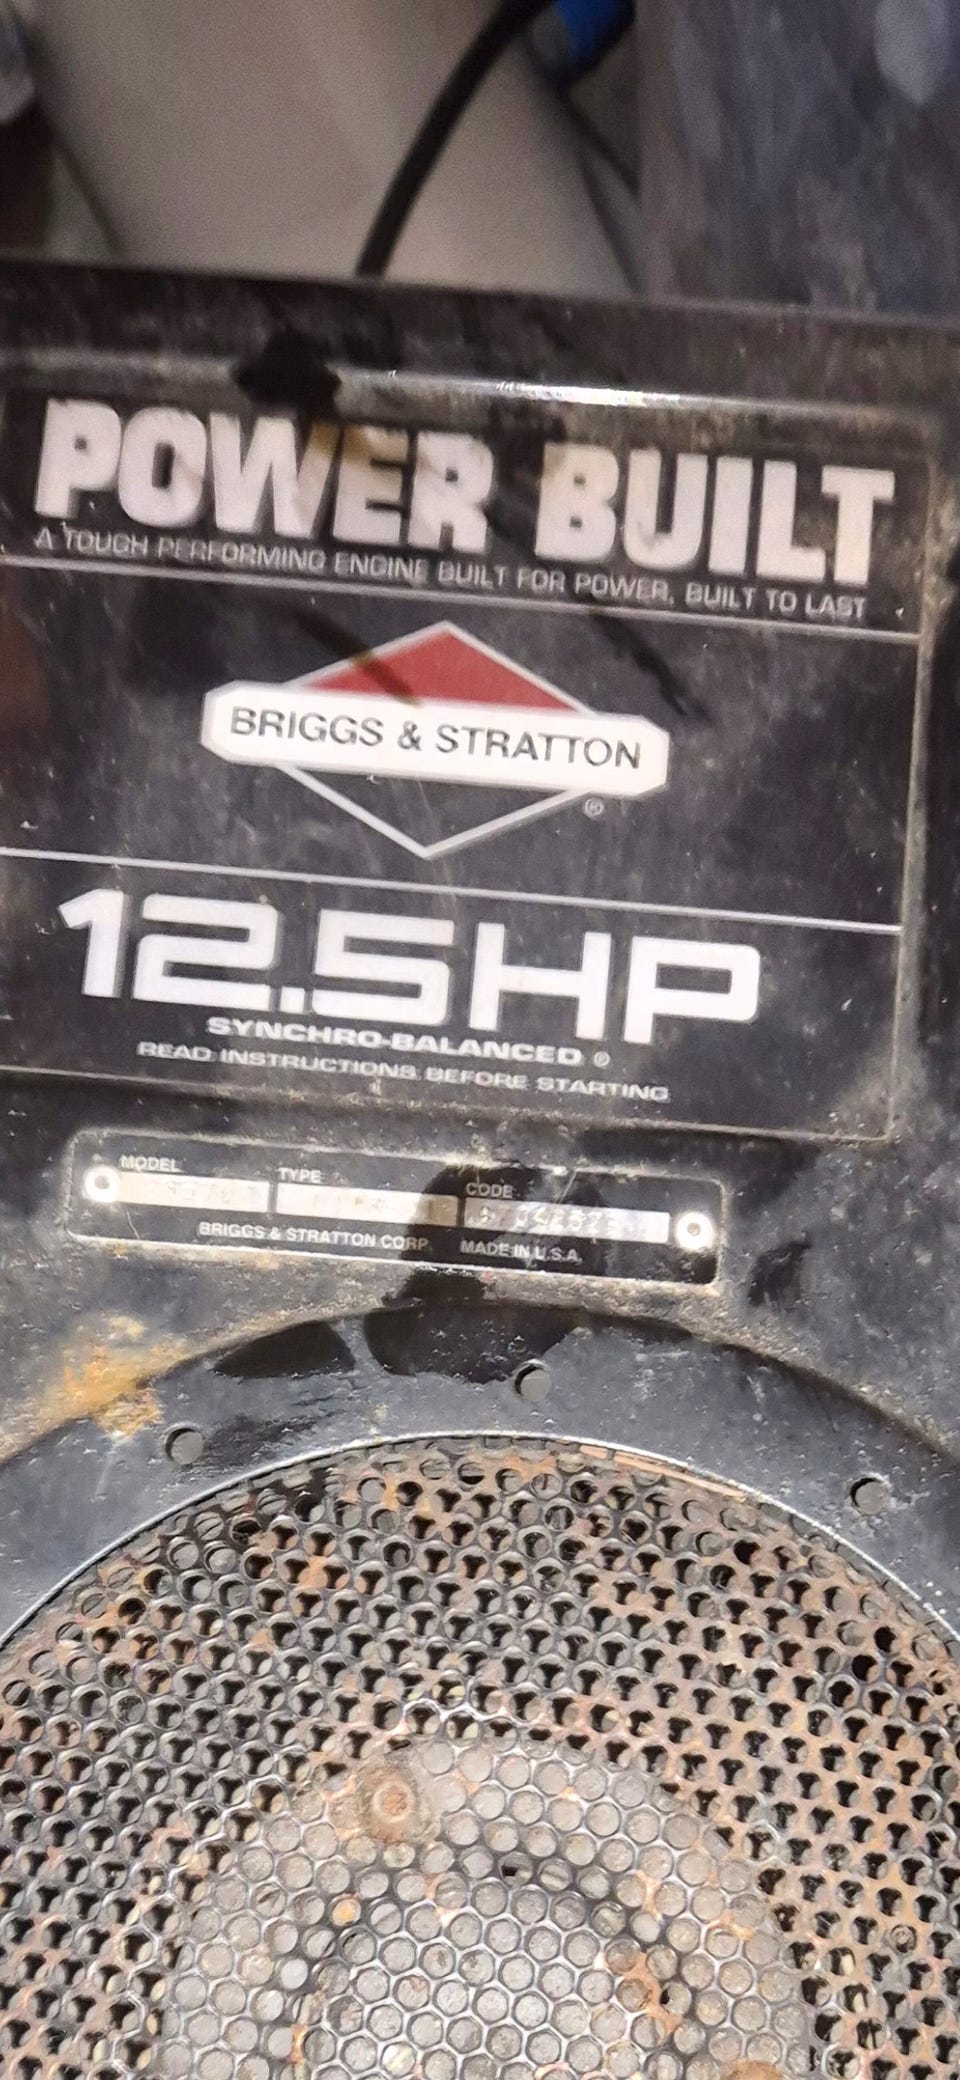 POWER BUILT
A TOUGH PERFORMING ENGINE BUILT FOR POWER, BUILT TO LAST
BRIGGS & STRATTON
®
12.5HP
SYNCHRO-BALANCED ®
READ INSTRUCTIONS BEFORE STARTING
MODEL TYPE CODE
BRIGGS & STRATTON CORP. MADE IN U.S.A.